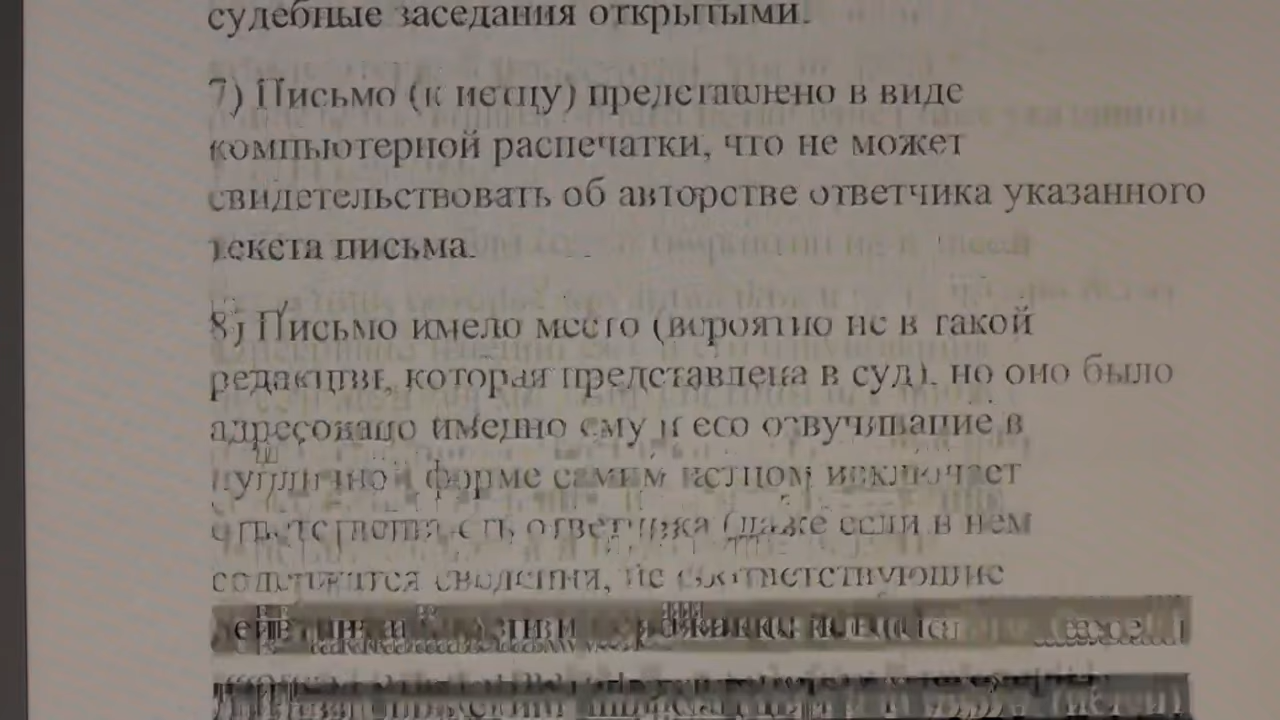 судебные заседания открытыми.
7) Письмо (к истцу) представлено в виде
компьютерной распечатки, что не может
свидетельствовать об авторстве ответчика указанного
текста письма.
8) Письмо имело место (вероятно не в такой
редакции, которая представлена в суд), но оно было
адресовано именно ему и его озвучивание в
публичной форме самим истцом исключает
ответственность ответчика (даже если в нем
содержатся сведения, не соответствующие